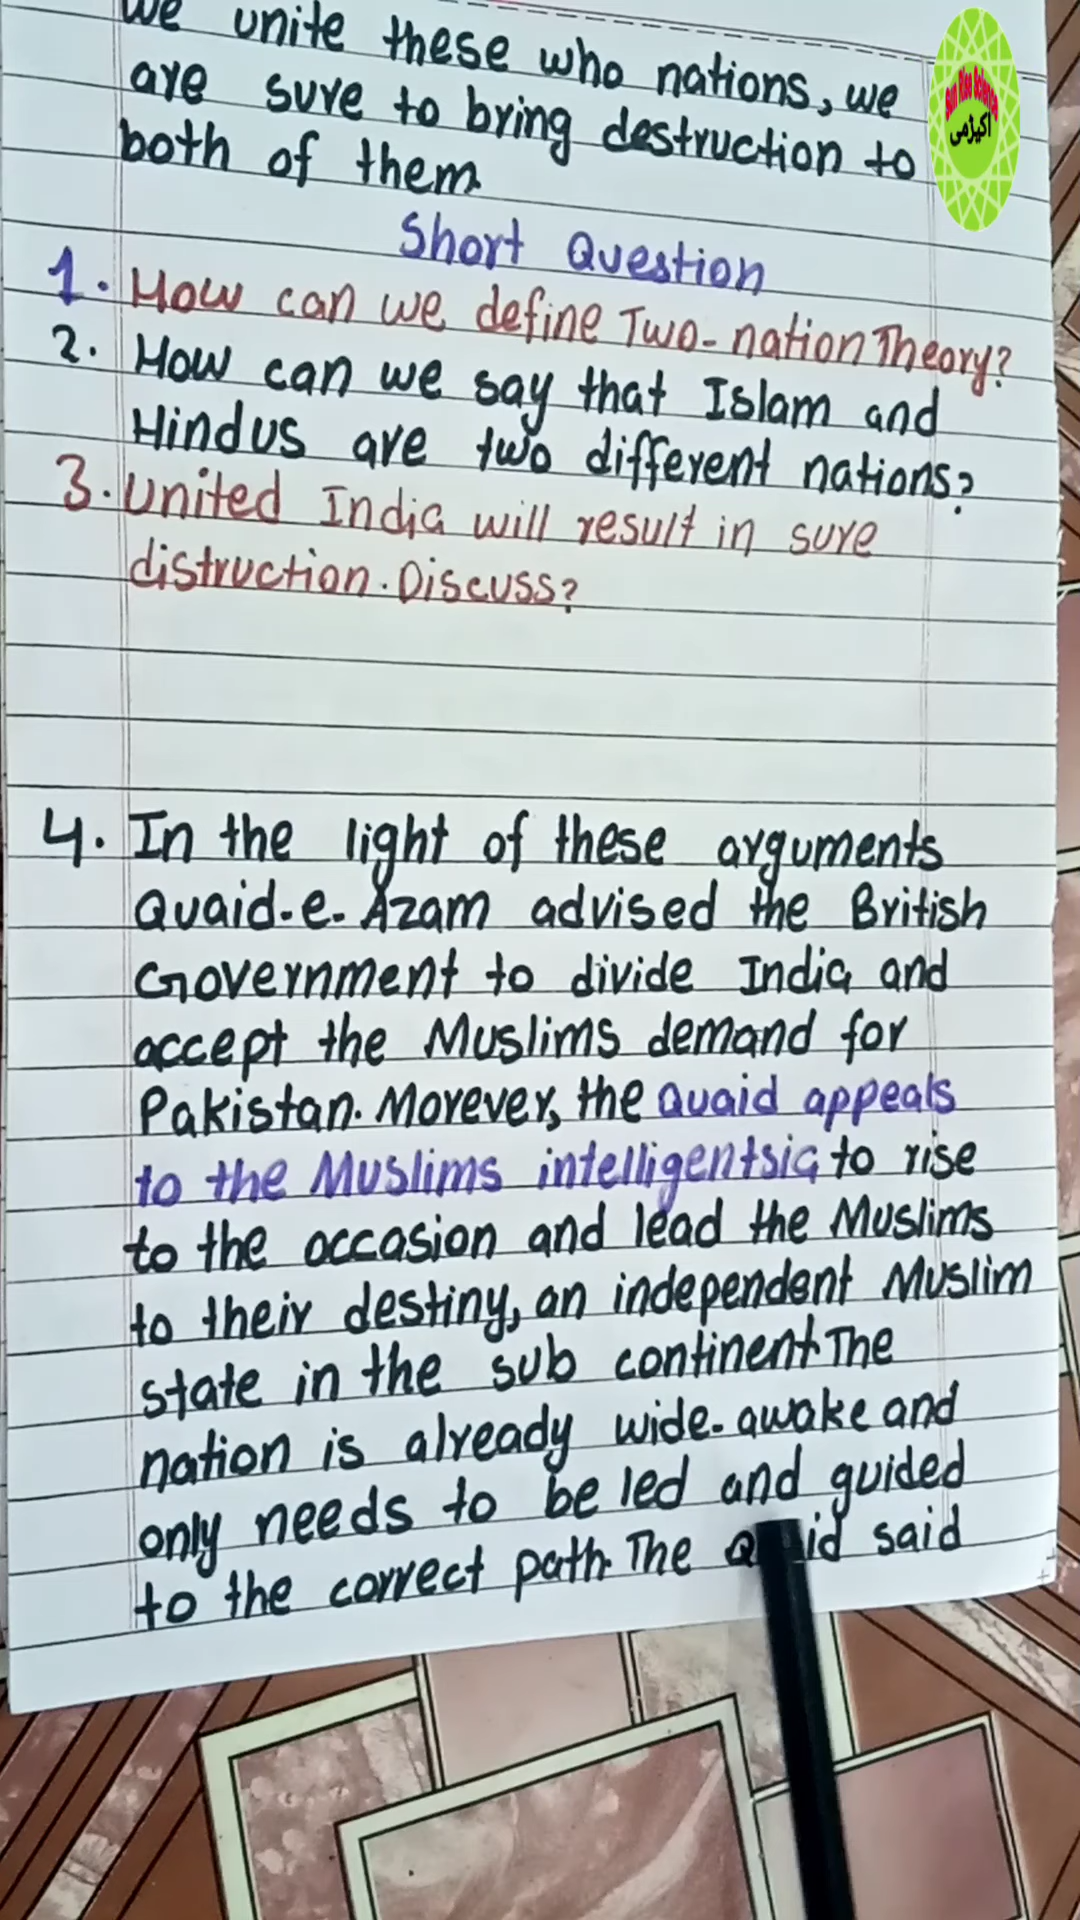 we unite these who nations, we
are sure to bring destruction to
both of them.
Short Question
1. How can we define Two-nation Theory?
2. How can we say that Islam and
Hindus are two different nations?
3. United India will result in sure
distruction. Discuss?
4. In the light of these arguments
Quaid-e-Azam advised the British
Government to divide India and
accept the Muslims demand for
Pakistan. Morever, the Quaid appeals
to the Muslims intelligentsia to rise
to the occasion and lead the Muslims
to their destiny, an independent Muslim
state in the sub continent. The
nation is already wide-awake and
only needs to be led and guided
to the correct path. The Quaid said
Sun Rise Science
اکیڈمی